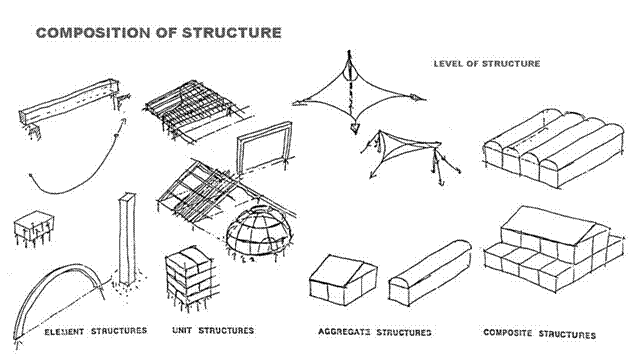 COMPOSITION OF STRUCTURE
LEVEL OF STRUCTURE
ELEMENT STRUCTURES
UNIT STRUCTURES
AGGREGATE STRUCTURES
COMPOSITE STRUCTURES